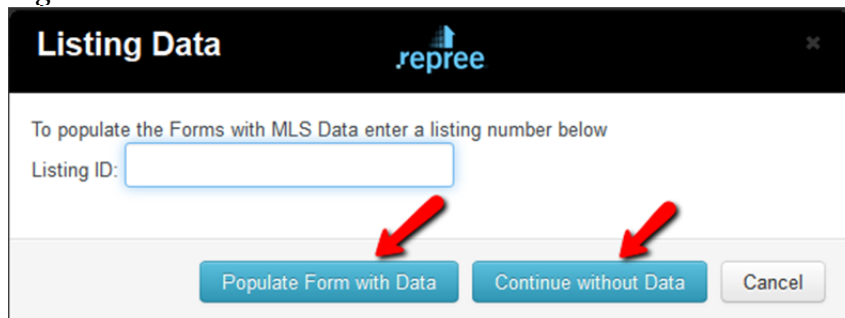 Listing Data
.repree
To populate the Forms with MLS Data enter a listing number below
Listing ID:
Populate Form with Data
Continue without Data
Cancel